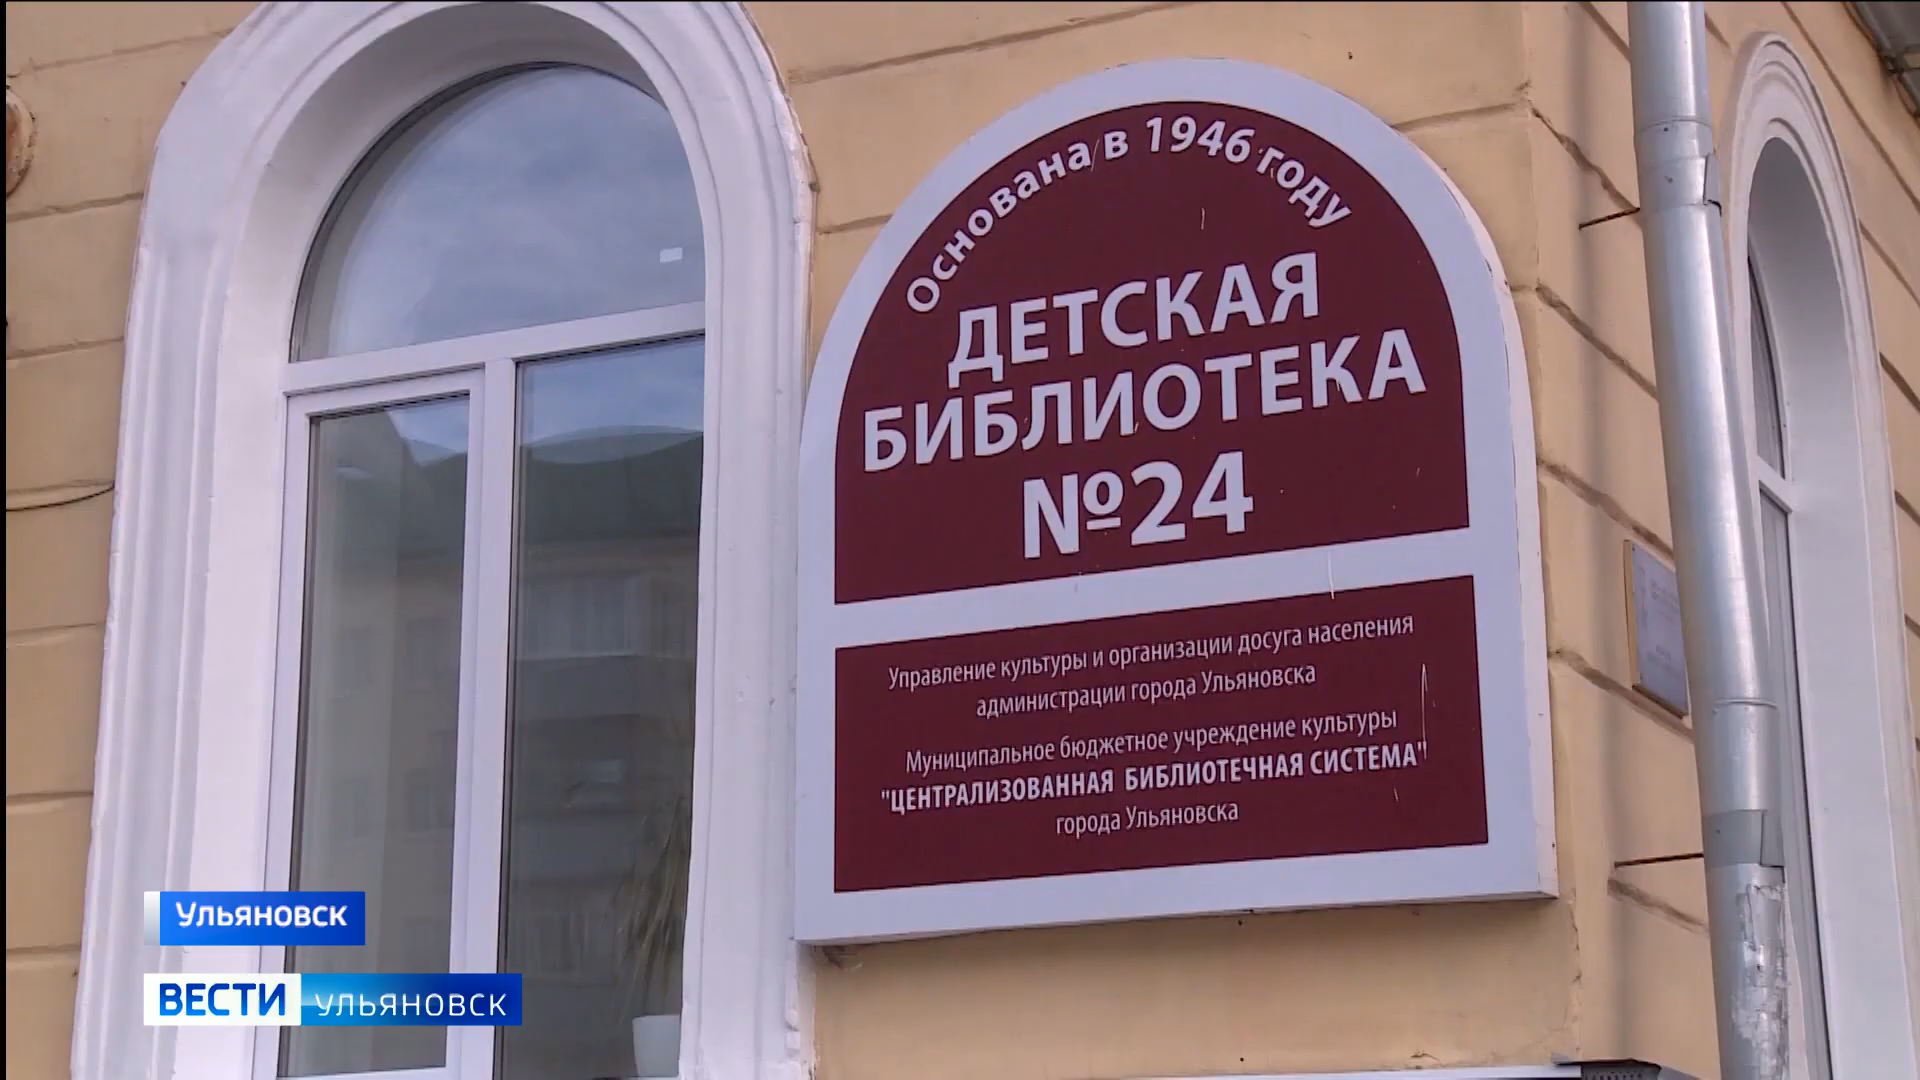 Основана в 1946 году
ДЕТСКАЯ
БИБЛИОТЕКА
№24
Управление культуры и организации досуга населения
администрации города Ульяновска
Муниципальное бюджетное учреждение культуры
"ЦЕНТРАЛИЗОВАННАЯ БИБЛИОТЕЧНАЯ СИСТЕМА"
города Ульяновска
Ульяновск
ВЕСТИ УЛЬЯНОВСК